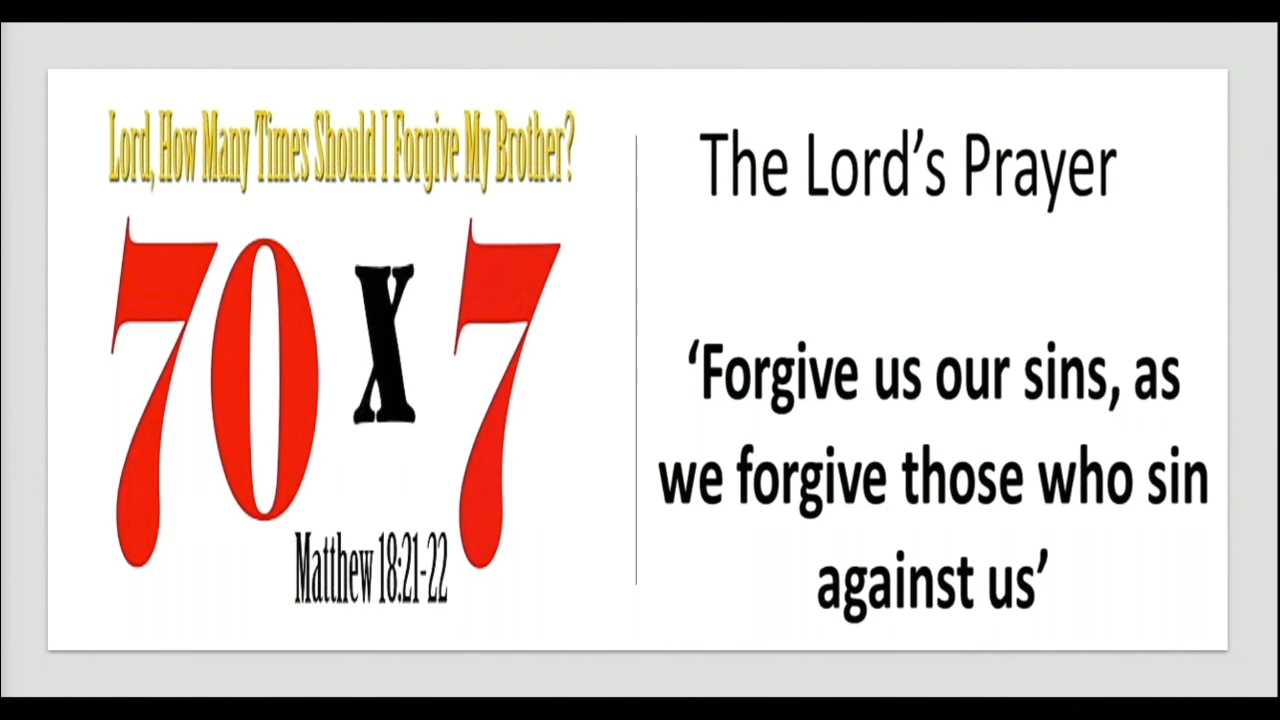 Lord, How Many Times Should I Forgive My Brother?
70 x 7
Matthew 18:21-22
The Lord’s Prayer
‘Forgive us our sins, as
we forgive those who sin
against us’